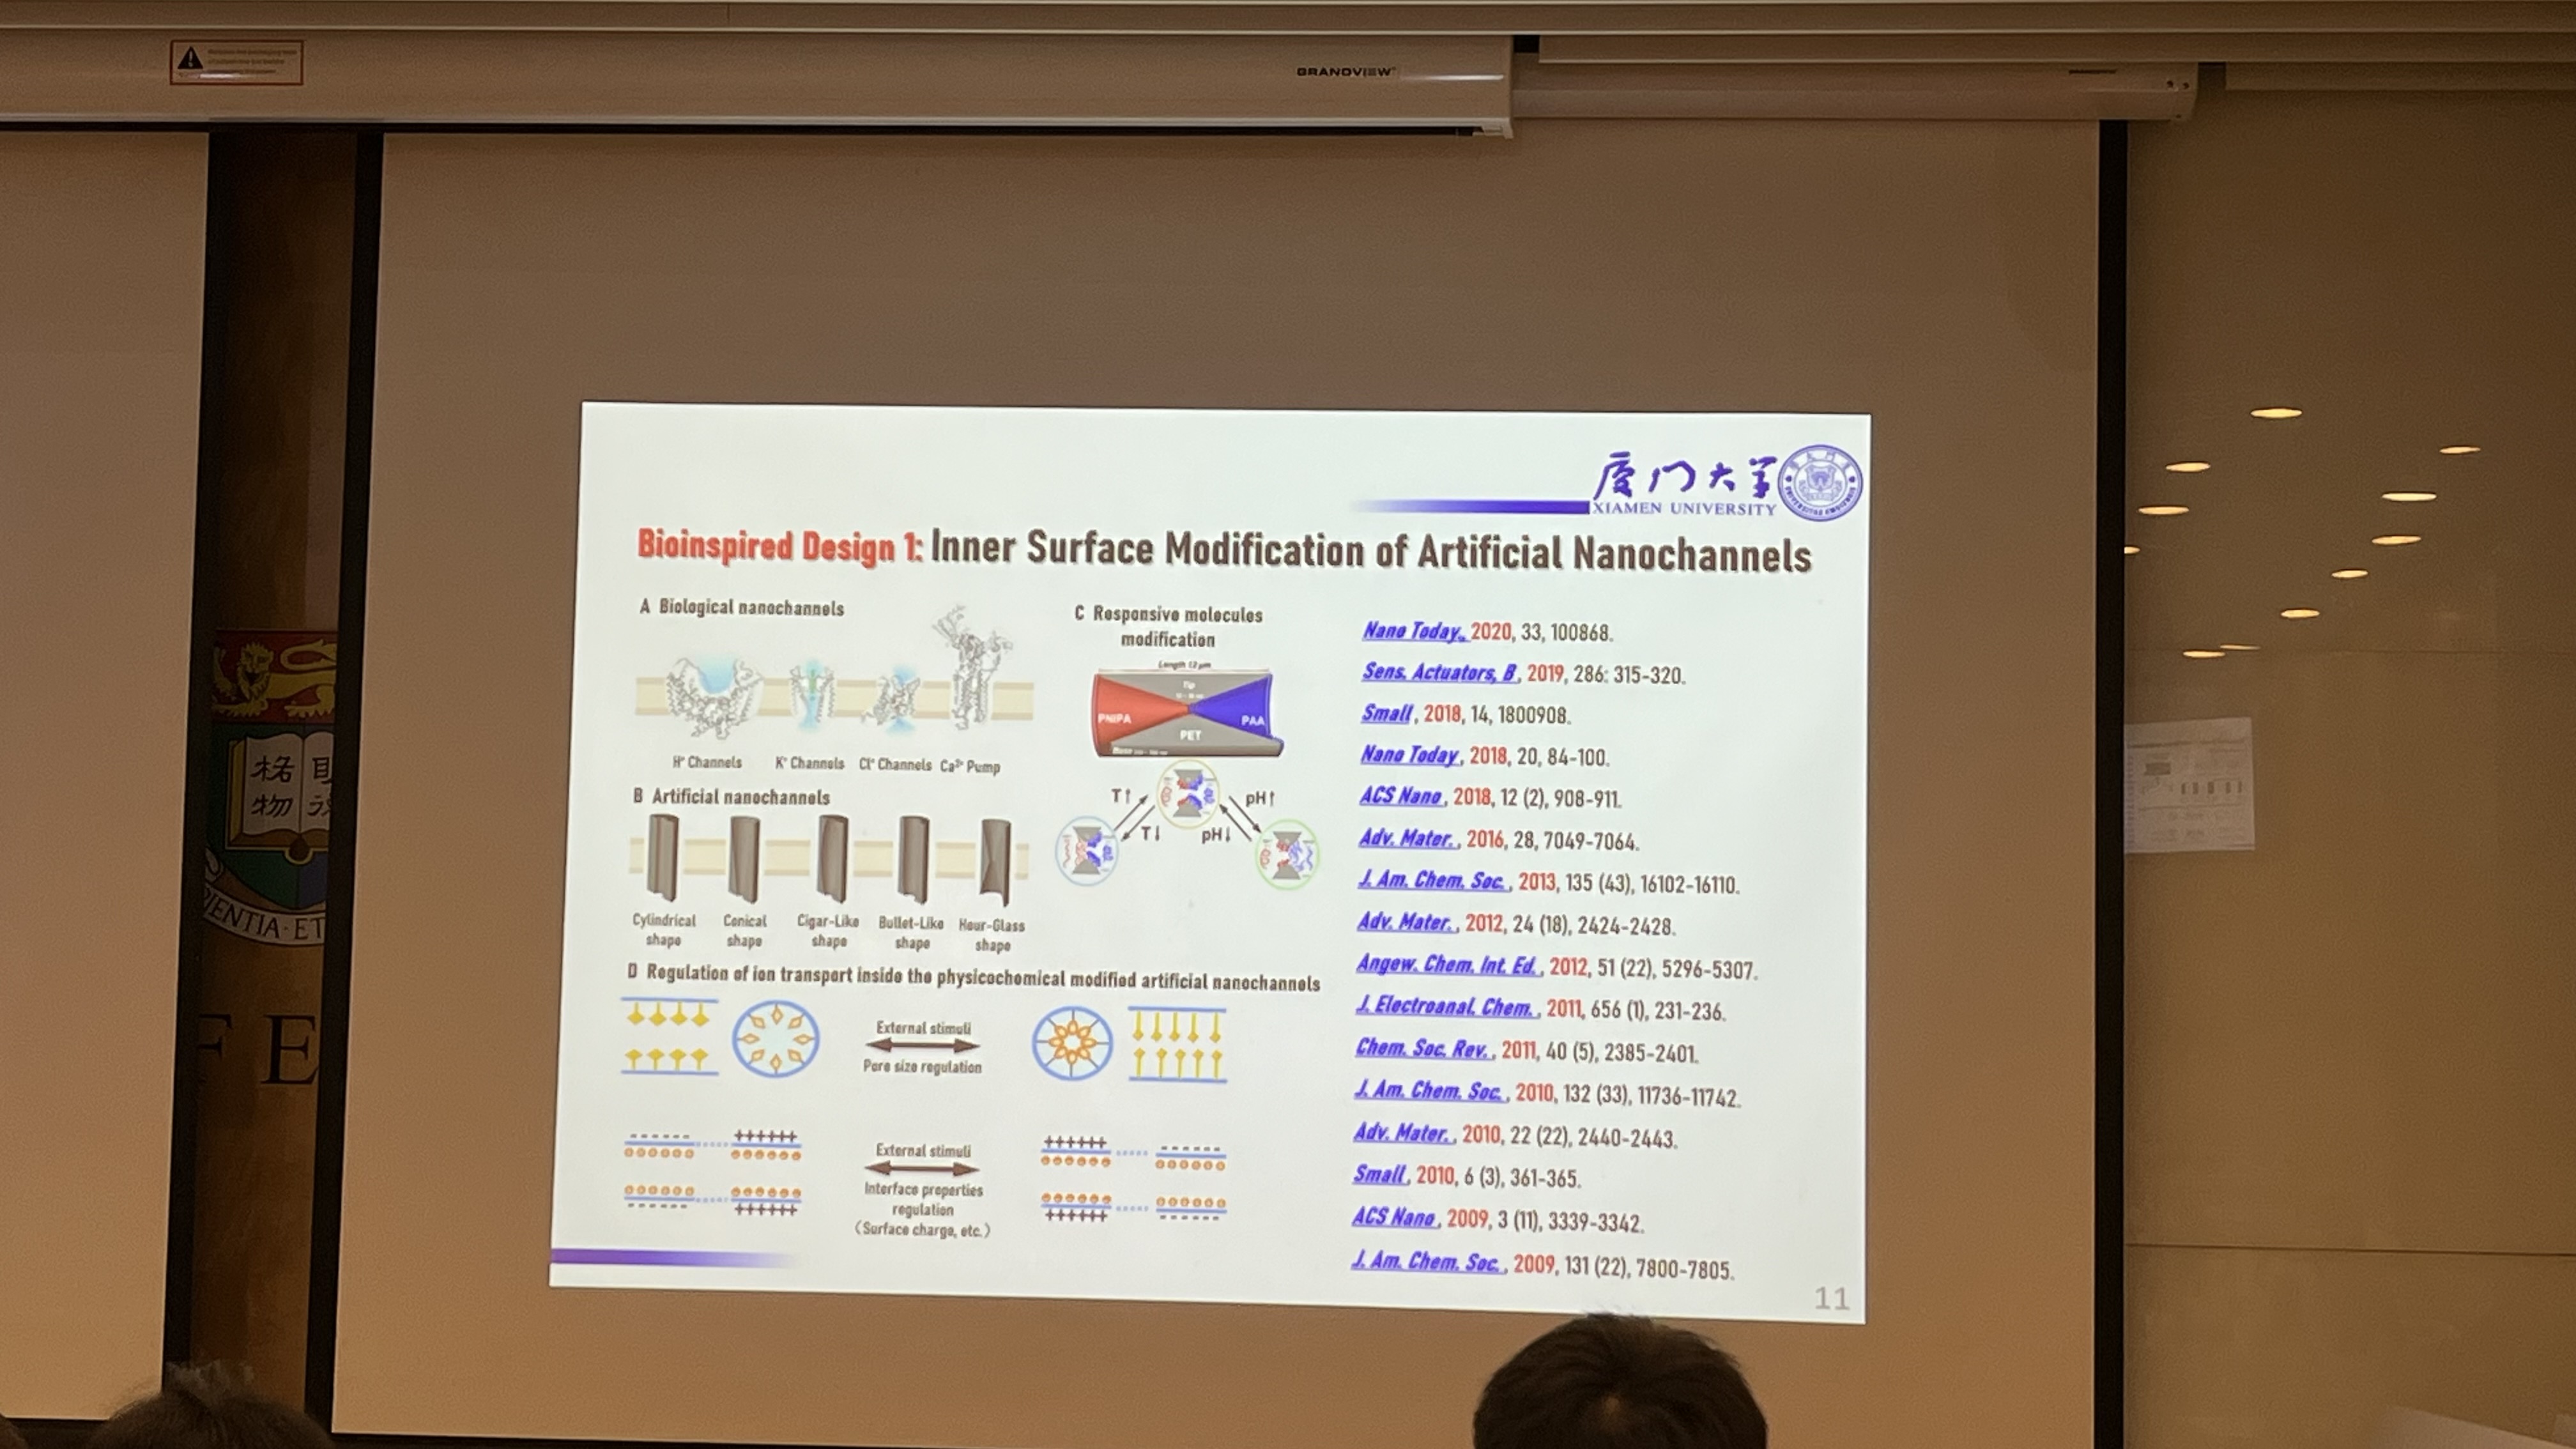 GRANDVIEW
厦门大学
XIAMEN UNIVERSITY
Bioinspired Design 1: Inner Surface Modification of Artificial Nanochannels
A Biological nanochannels
H⁺ Channels
K⁺ Channels
Cl⁻ Channels
Ca²⁺ Pump
B Artificial nanochannels
Cylindrical
shape
Conical
shape
Cigar-Like
shape
Bullet-Like
shape
Hour-Glass
shape
C Responsive molecules
modification
Length 12 μm
Tip
PNIPA
PAA
PET
Base
T↑
T↓
pH↑
pH↓
D Regulation of ion transport inside the physicochemical modified artificial nanochannels
External stimuli
Pore size regulation
------
++++++
++++++
------
External stimuli
Interface properties
regulation
(Surface charge, etc.)
------
++++++
++++++
------
Nano Today., 2020, 33, 100868.
Sens. Actuators, B, 2019, 286: 315-320.
Small, 2018, 14, 1800908.
Nano Today, 2018, 20, 84-100.
ACS Nano, 2018, 12 (2), 908-911.
Adv. Mater., 2016, 28, 7049-7064.
J. Am. Chem. Soc., 2013, 135 (43), 16102-16110.
Adv. Mater., 2012, 24 (18), 2424-2428.
Angew. Chem. Int. Ed., 2012, 51 (22), 5296-5307.
J. Electroanal. Chem., 2011, 656 (1), 231-236.
Chem. Soc. Rev., 2011, 40 (5), 2385-2401.
J. Am. Chem. Soc., 2010, 132 (33), 11736-11742.
Adv. Mater., 2010, 22 (22), 2440-2443.
Small, 2010, 6 (3), 361-365.
ACS Nano, 2009, 3 (11), 3339-3342.
J. Am. Chem. Soc., 2009, 131 (22), 7800-7805.
11
格
物
ET
F E